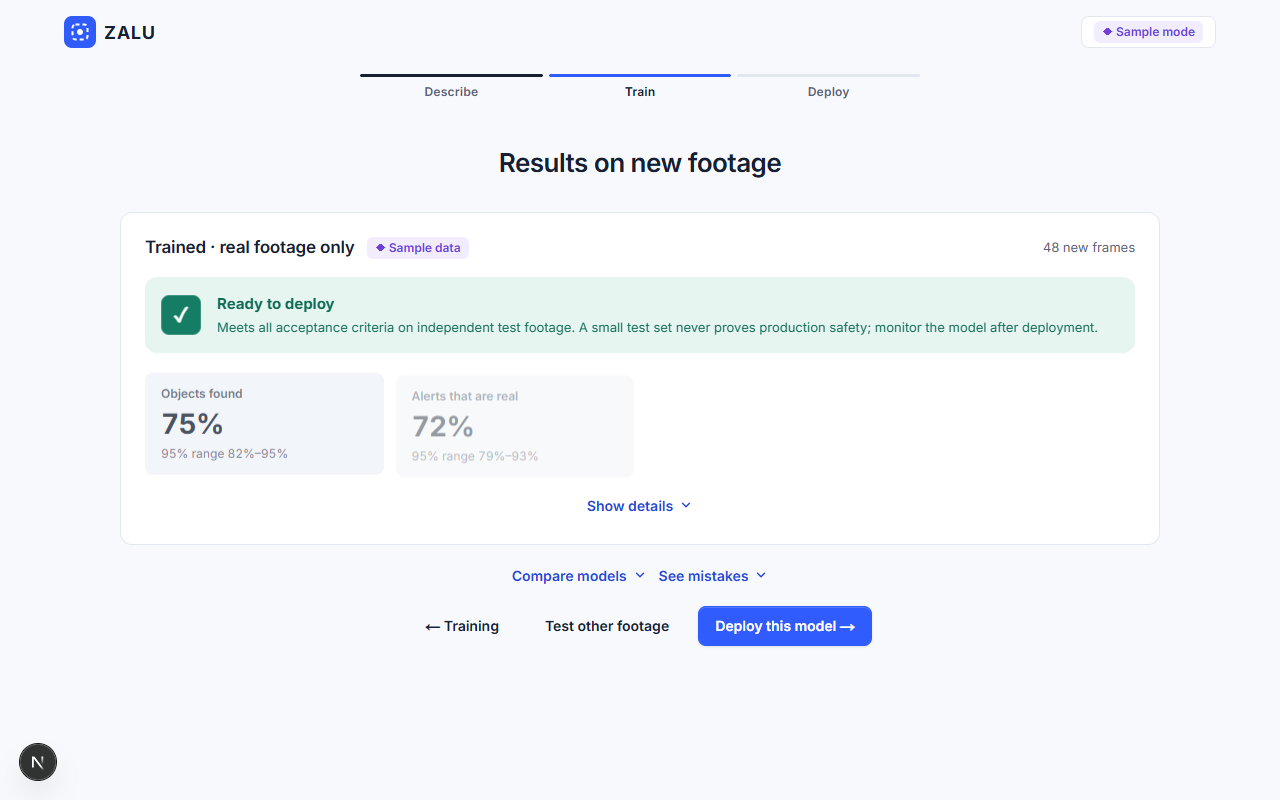 ZALU
Sample mode
Describe
Train
Deploy
Results on new footage
Trained · real footage only
Sample data
48 new frames
Ready to deploy
Meets all acceptance criteria on independent test footage. A small test set never proves production safety; monitor the model after deployment.
Objects found
75%
95% range 82%–95%
Alerts that are real
72%
95% range 79%–93%
Show details
Compare models
See mistakes
← Training
Test other footage
Deploy this model →
N